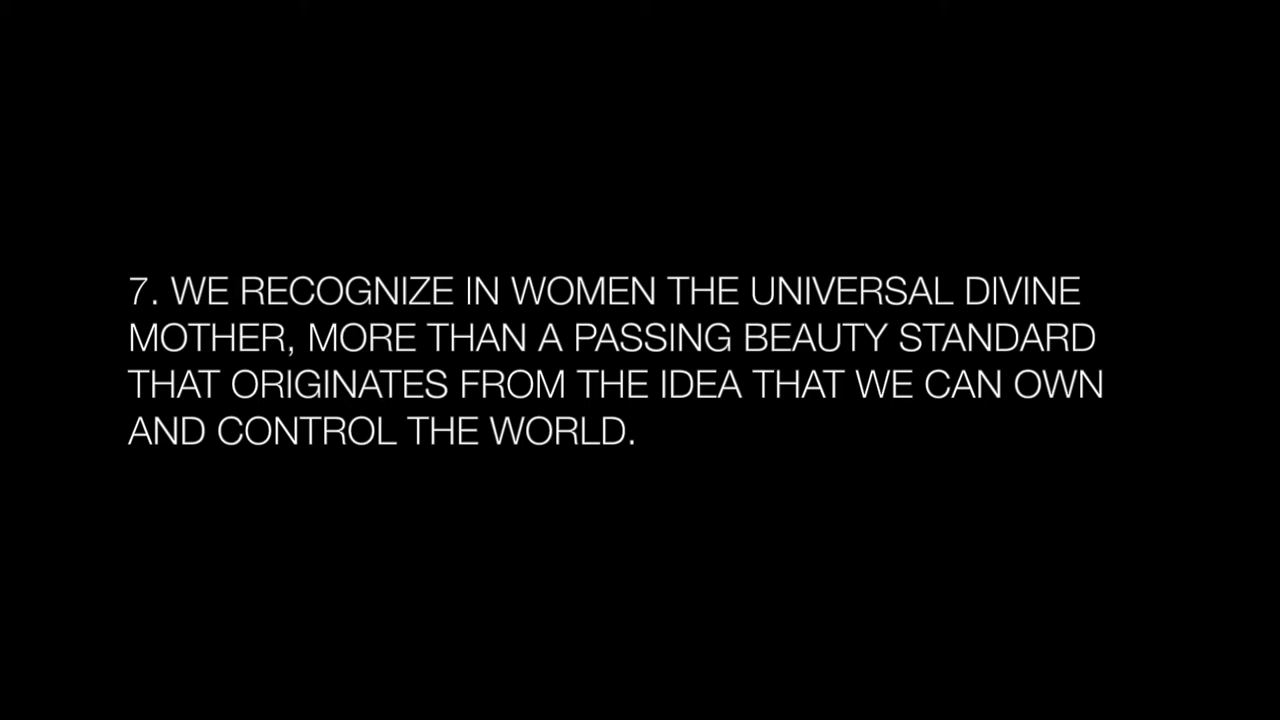 7. WE RECOGNIZE IN WOMEN THE UNIVERSAL DIVINE
MOTHER, MORE THAN A PASSING BEAUTY STANDARD
THAT ORIGINATES FROM THE IDEA THAT WE CAN OWN
AND CONTROL THE WORLD.